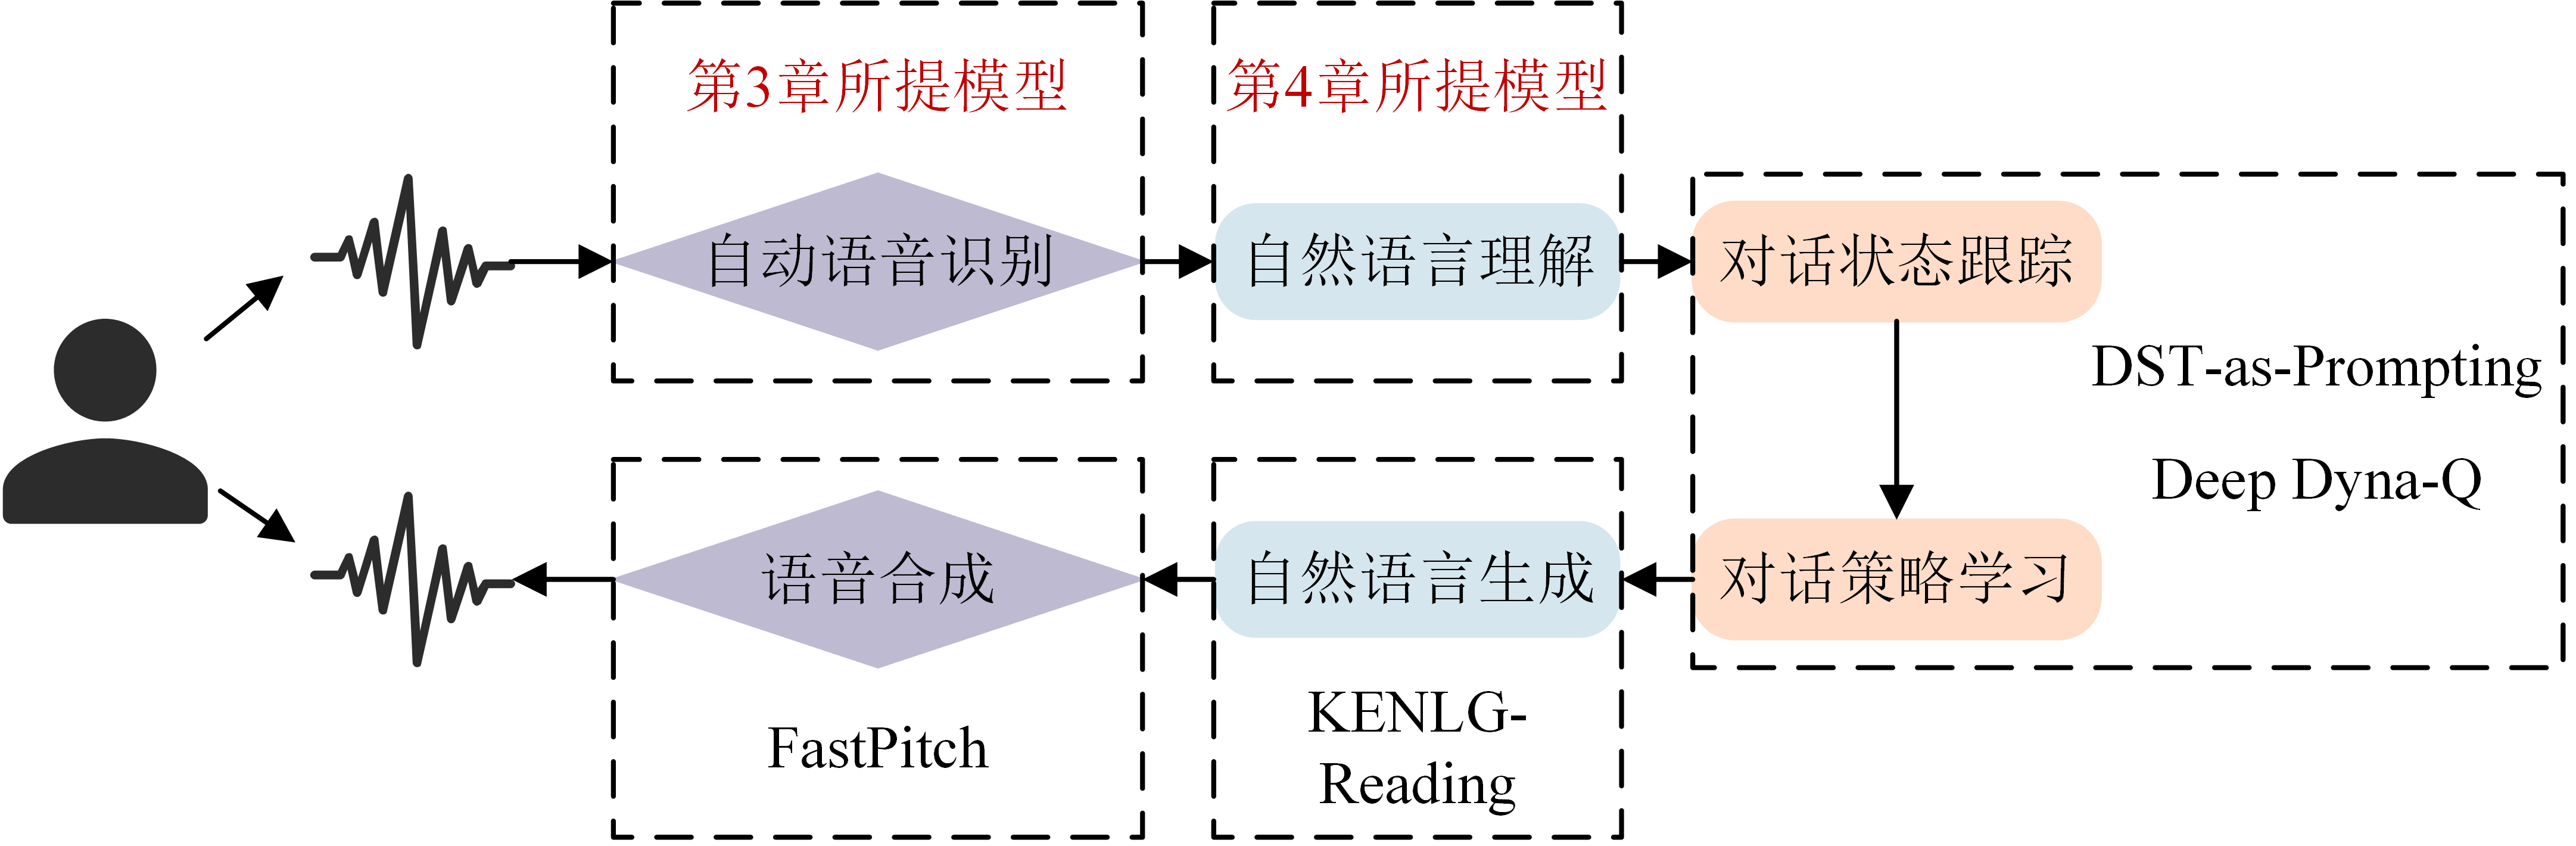 第3章所提模型
第4章所提模型
自动语音识别
自然语言理解
对话状态跟踪
DST-as-Prompting
Deep Dyna-Q
语音合成
自然语言生成
对话策略学习
FastPitch
KENLG-
Reading